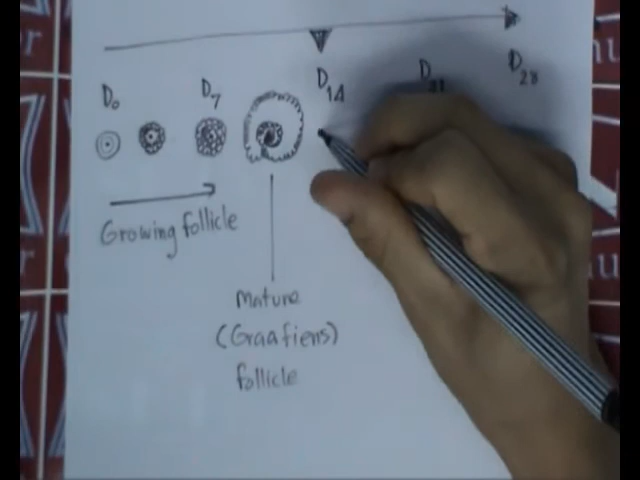 D0 D7 D14 D21 D28
Growing follicle
Mature
(Graafiens)
follicle